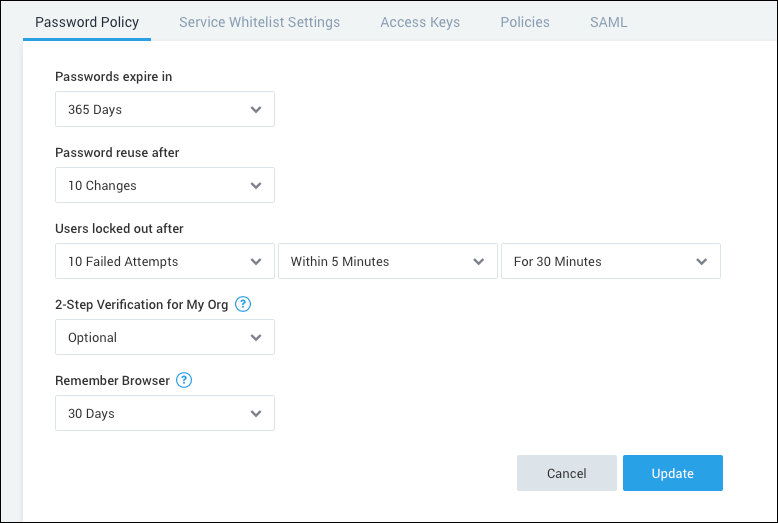 Password Policy Service Whitelist Settings Access Keys Policies SAML
Passwords expire in
365 Days
Password reuse after
10 Changes
Users locked out after
10 Failed Attempts Within 5 Minutes For 30 Minutes
2-Step Verification for My Org ?
Optional
Remember Browser ?
30 Days
Cancel Update